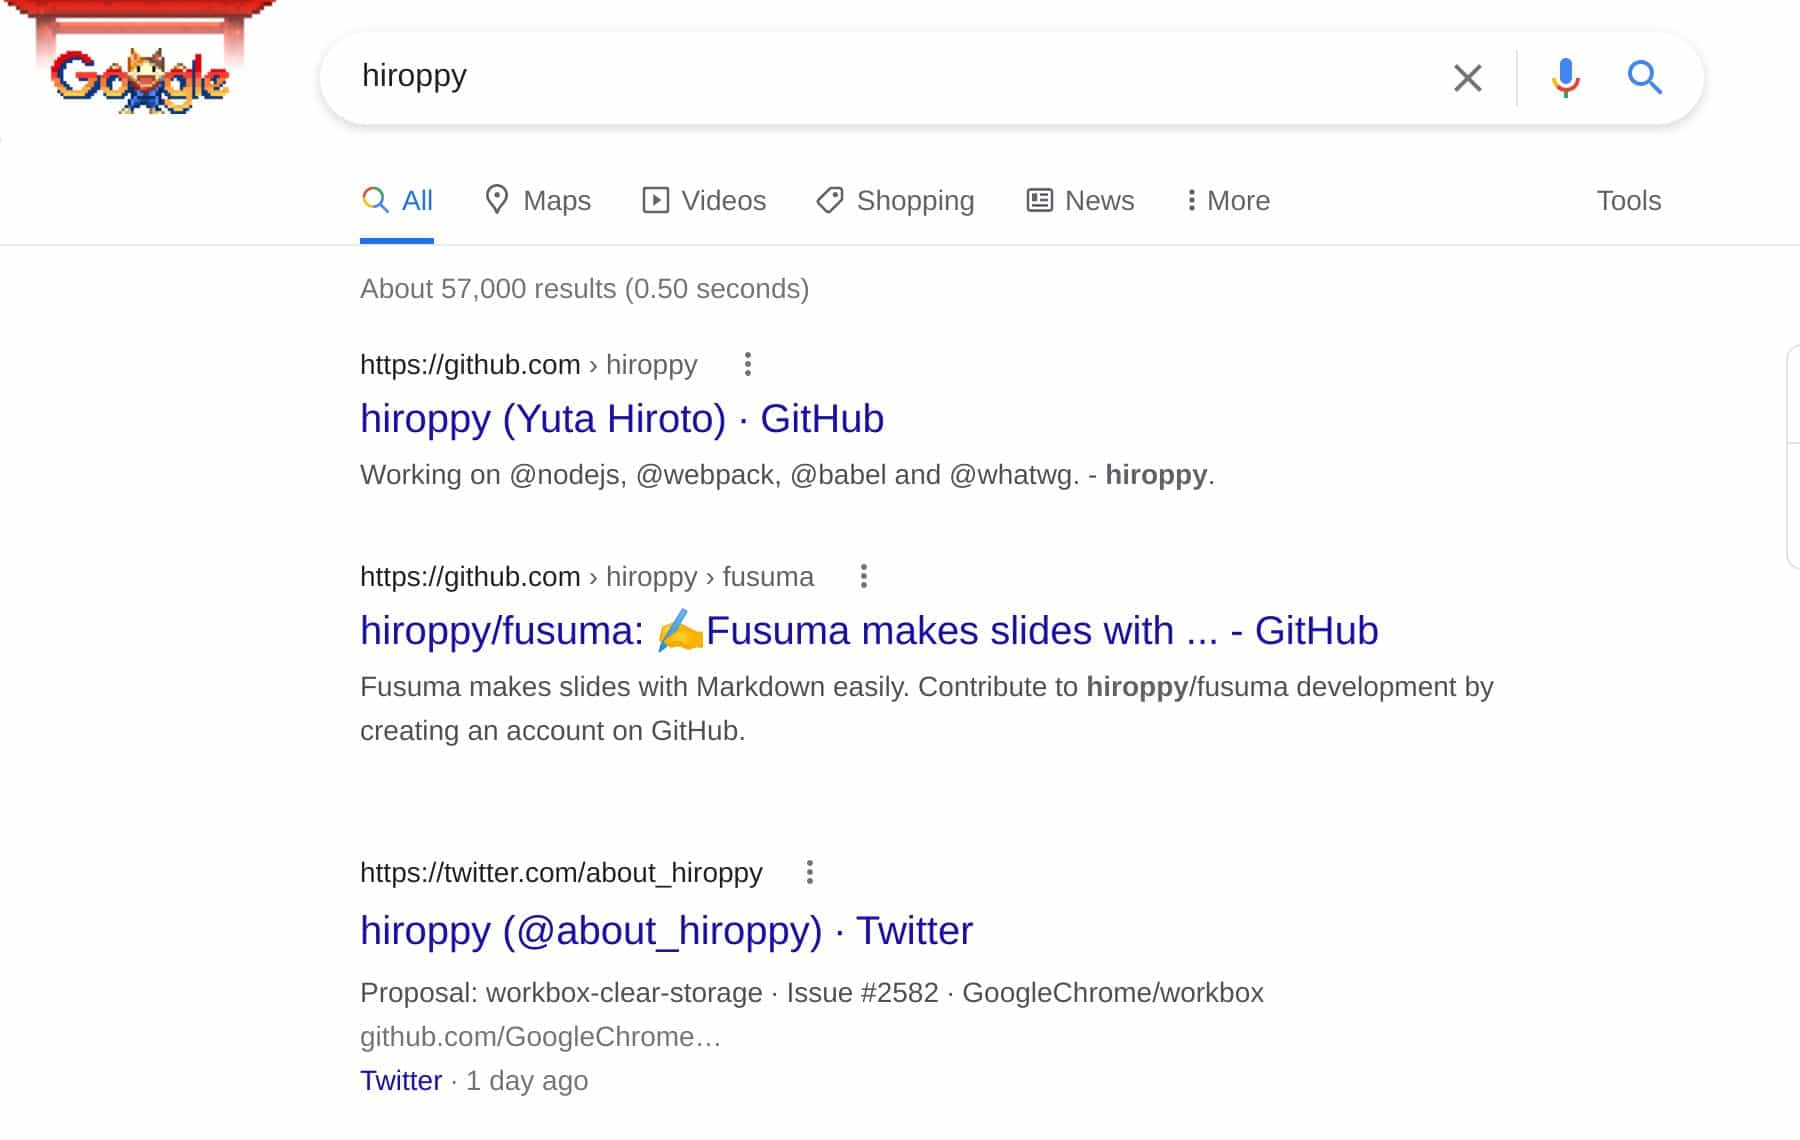 Google
hiroppy
All Maps Videos Shopping News More Tools
About 57,000 results (0.50 seconds)
https://github.com › hiroppy
hiroppy (Yuta Hiroto) · GitHub
Working on @nodejs, @webpack, @babel and @whatwg. - hiroppy.
https://github.com › hiroppy › fusuma
hiroppy/fusuma: ✍️Fusuma makes slides with ... - GitHub
Fusuma makes slides with Markdown easily. Contribute to hiroppy/fusuma development by
creating an account on GitHub.
https://twitter.com/about_hiroppy
hiroppy (@about_hiroppy) · Twitter
Proposal: workbox-clear-storage · Issue #2582 · GoogleChrome/workbox
github.com/GoogleChrome…
Twitter · 1 day ago